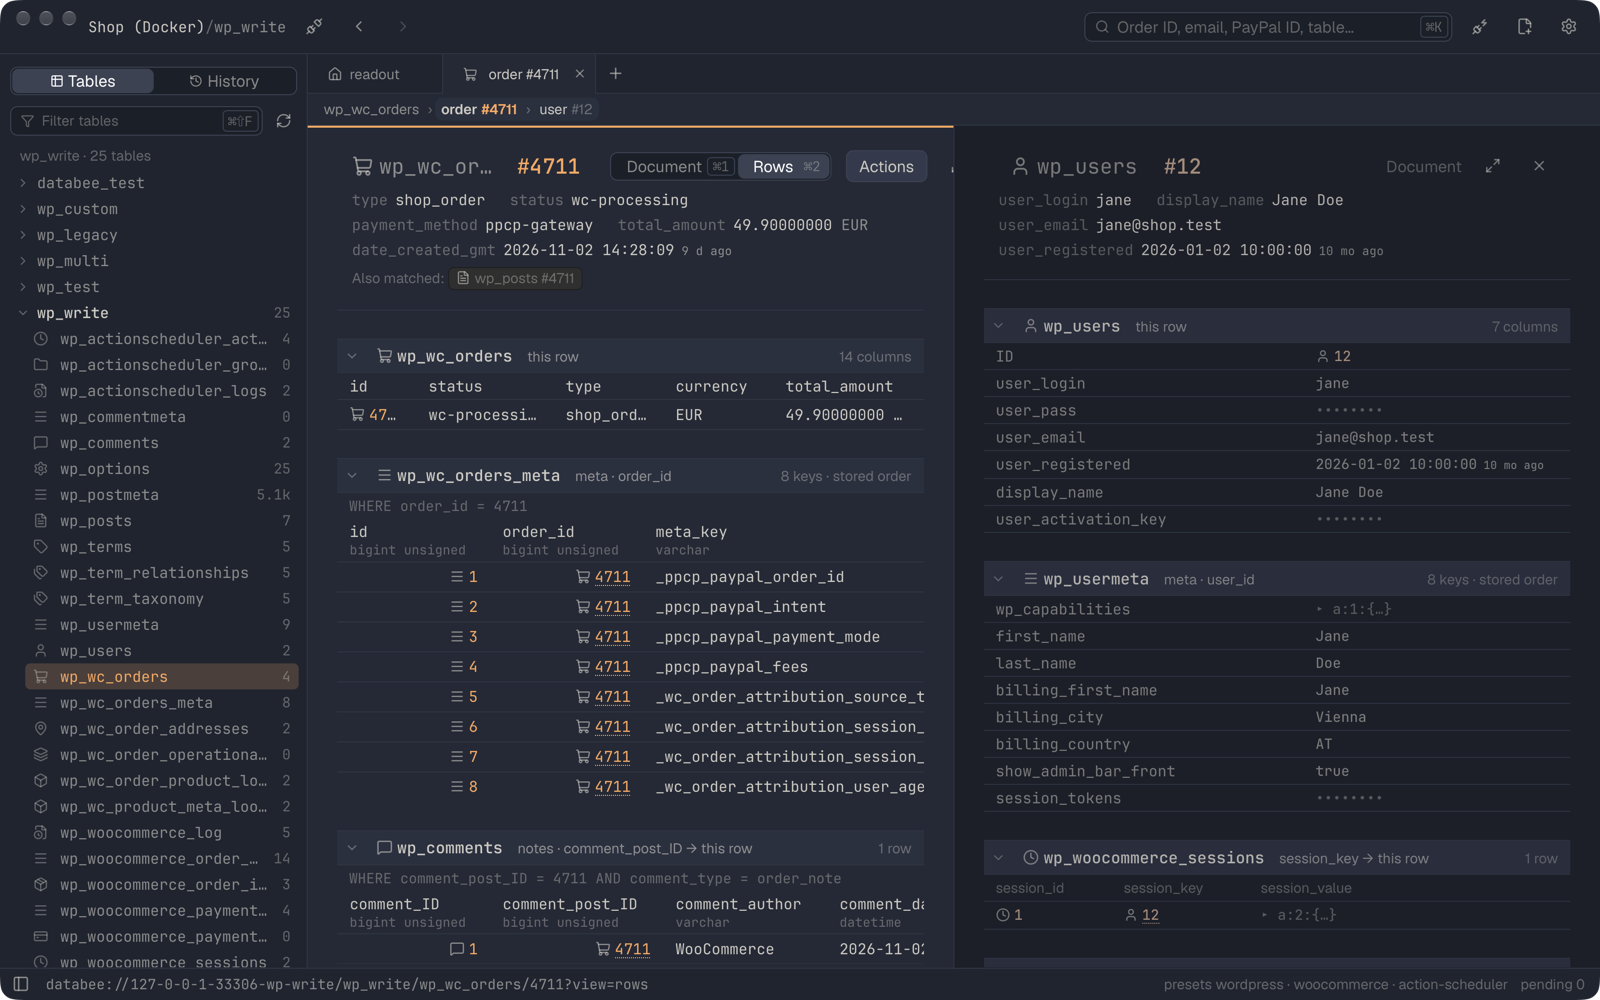 Shop (Docker)/wp_write
Order ID, email, PayPal ID, table... ⌘K
Tables
History
Filter tables ⌘⇧F
wp_write · 25 tables
databee_test
wp_custom
wp_legacy
wp_multi
wp_test
wp_write 25
wp_actionscheduler_act… 4
wp_actionscheduler_gro… 0
wp_actionscheduler_logs 2
wp_commentmeta 0
wp_comments 2
wp_options 25
wp_postmeta 5.1k
wp_posts 7
wp_terms 5
wp_term_relationships 5
wp_term_taxonomy 5
wp_usermeta 9
wp_users 2
wp_wc_orders 4
wp_wc_orders_meta 8
wp_wc_order_addresses 2
wp_wc_order_operationa… 0
wp_wc_order_product_lo… 2
wp_wc_product_meta_loo… 2
wp_woocommerce_log 5
wp_woocommerce_order_… 14
wp_woocommerce_order_i… 3
wp_woocommerce_payment… 4
wp_woocommerce_payment… 0
wp_woocommerce_sessions 2
readout
order #4711
wp_wc_orders › order #4711 › user #12
wp_wc_or… #4711 Document ⌘1 Rows ⌘2 Actions
type shop_order status wc-processing
payment_method ppcp-gateway total_amount 49.90000000 EUR
date_created_gmt 2026-11-02 14:28:09 9 d ago
Also matched: wp_posts #4711
wp_wc_orders this row 14 columns
id status type currency total_amount
47… wc-processi… shop_ord… EUR 49.90000000 …
wp_wc_orders_meta meta · order_id 8 keys · stored order
WHERE order_id = 4711
id order_id meta_key
bigint unsigned bigint unsigned varchar
1 4711 _ppcp_paypal_order_id
2 4711 _ppcp_paypal_intent
3 4711 _ppcp_paypal_payment_mode
4 4711 _ppcp_paypal_fees
5 4711 _wc_order_attribution_source_t
6 4711 _wc_order_attribution_session_
7 4711 _wc_order_attribution_session_
8 4711 _wc_order_attribution_user_age
wp_comments notes · comment_post_ID → this row 1 row
WHERE comment_post_ID = 4711 AND comment_type = order_note
comment_ID comment_post_ID comment_author comment_da
bigint unsigned bigint unsigned varchar datetime
1 4711 WooCommerce 2026-11-02
wp_users #12 Document
user_login jane display_name Jane Doe
user_email jane@shop.test
user_registered 2026-01-02 10:00:00 10 mo ago
wp_users this row 7 columns
ID 12
user_login jane
user_pass ••••••••
user_email jane@shop.test
user_registered 2026-01-02 10:00:00 10 mo ago
display_name Jane Doe
user_activation_key ••••••••
wp_usermeta meta · user_id 8 keys · stored order
wp_capabilities ▸ a:1:{…}
first_name Jane
last_name Doe
billing_first_name Jane
billing_city Vienna
billing_country AT
show_admin_bar_front true
session_tokens ••••••••
wp_woocommerce_sessions session_key → this row 1 row
session_id session_key session_value
1 12 ▸ a:2:{…}
databee://127-0-0-1-33306-wp-write/wp_write/wp_wc_orders/4711?view=rows
presets wordpress · woocommerce · action-scheduler pending 0